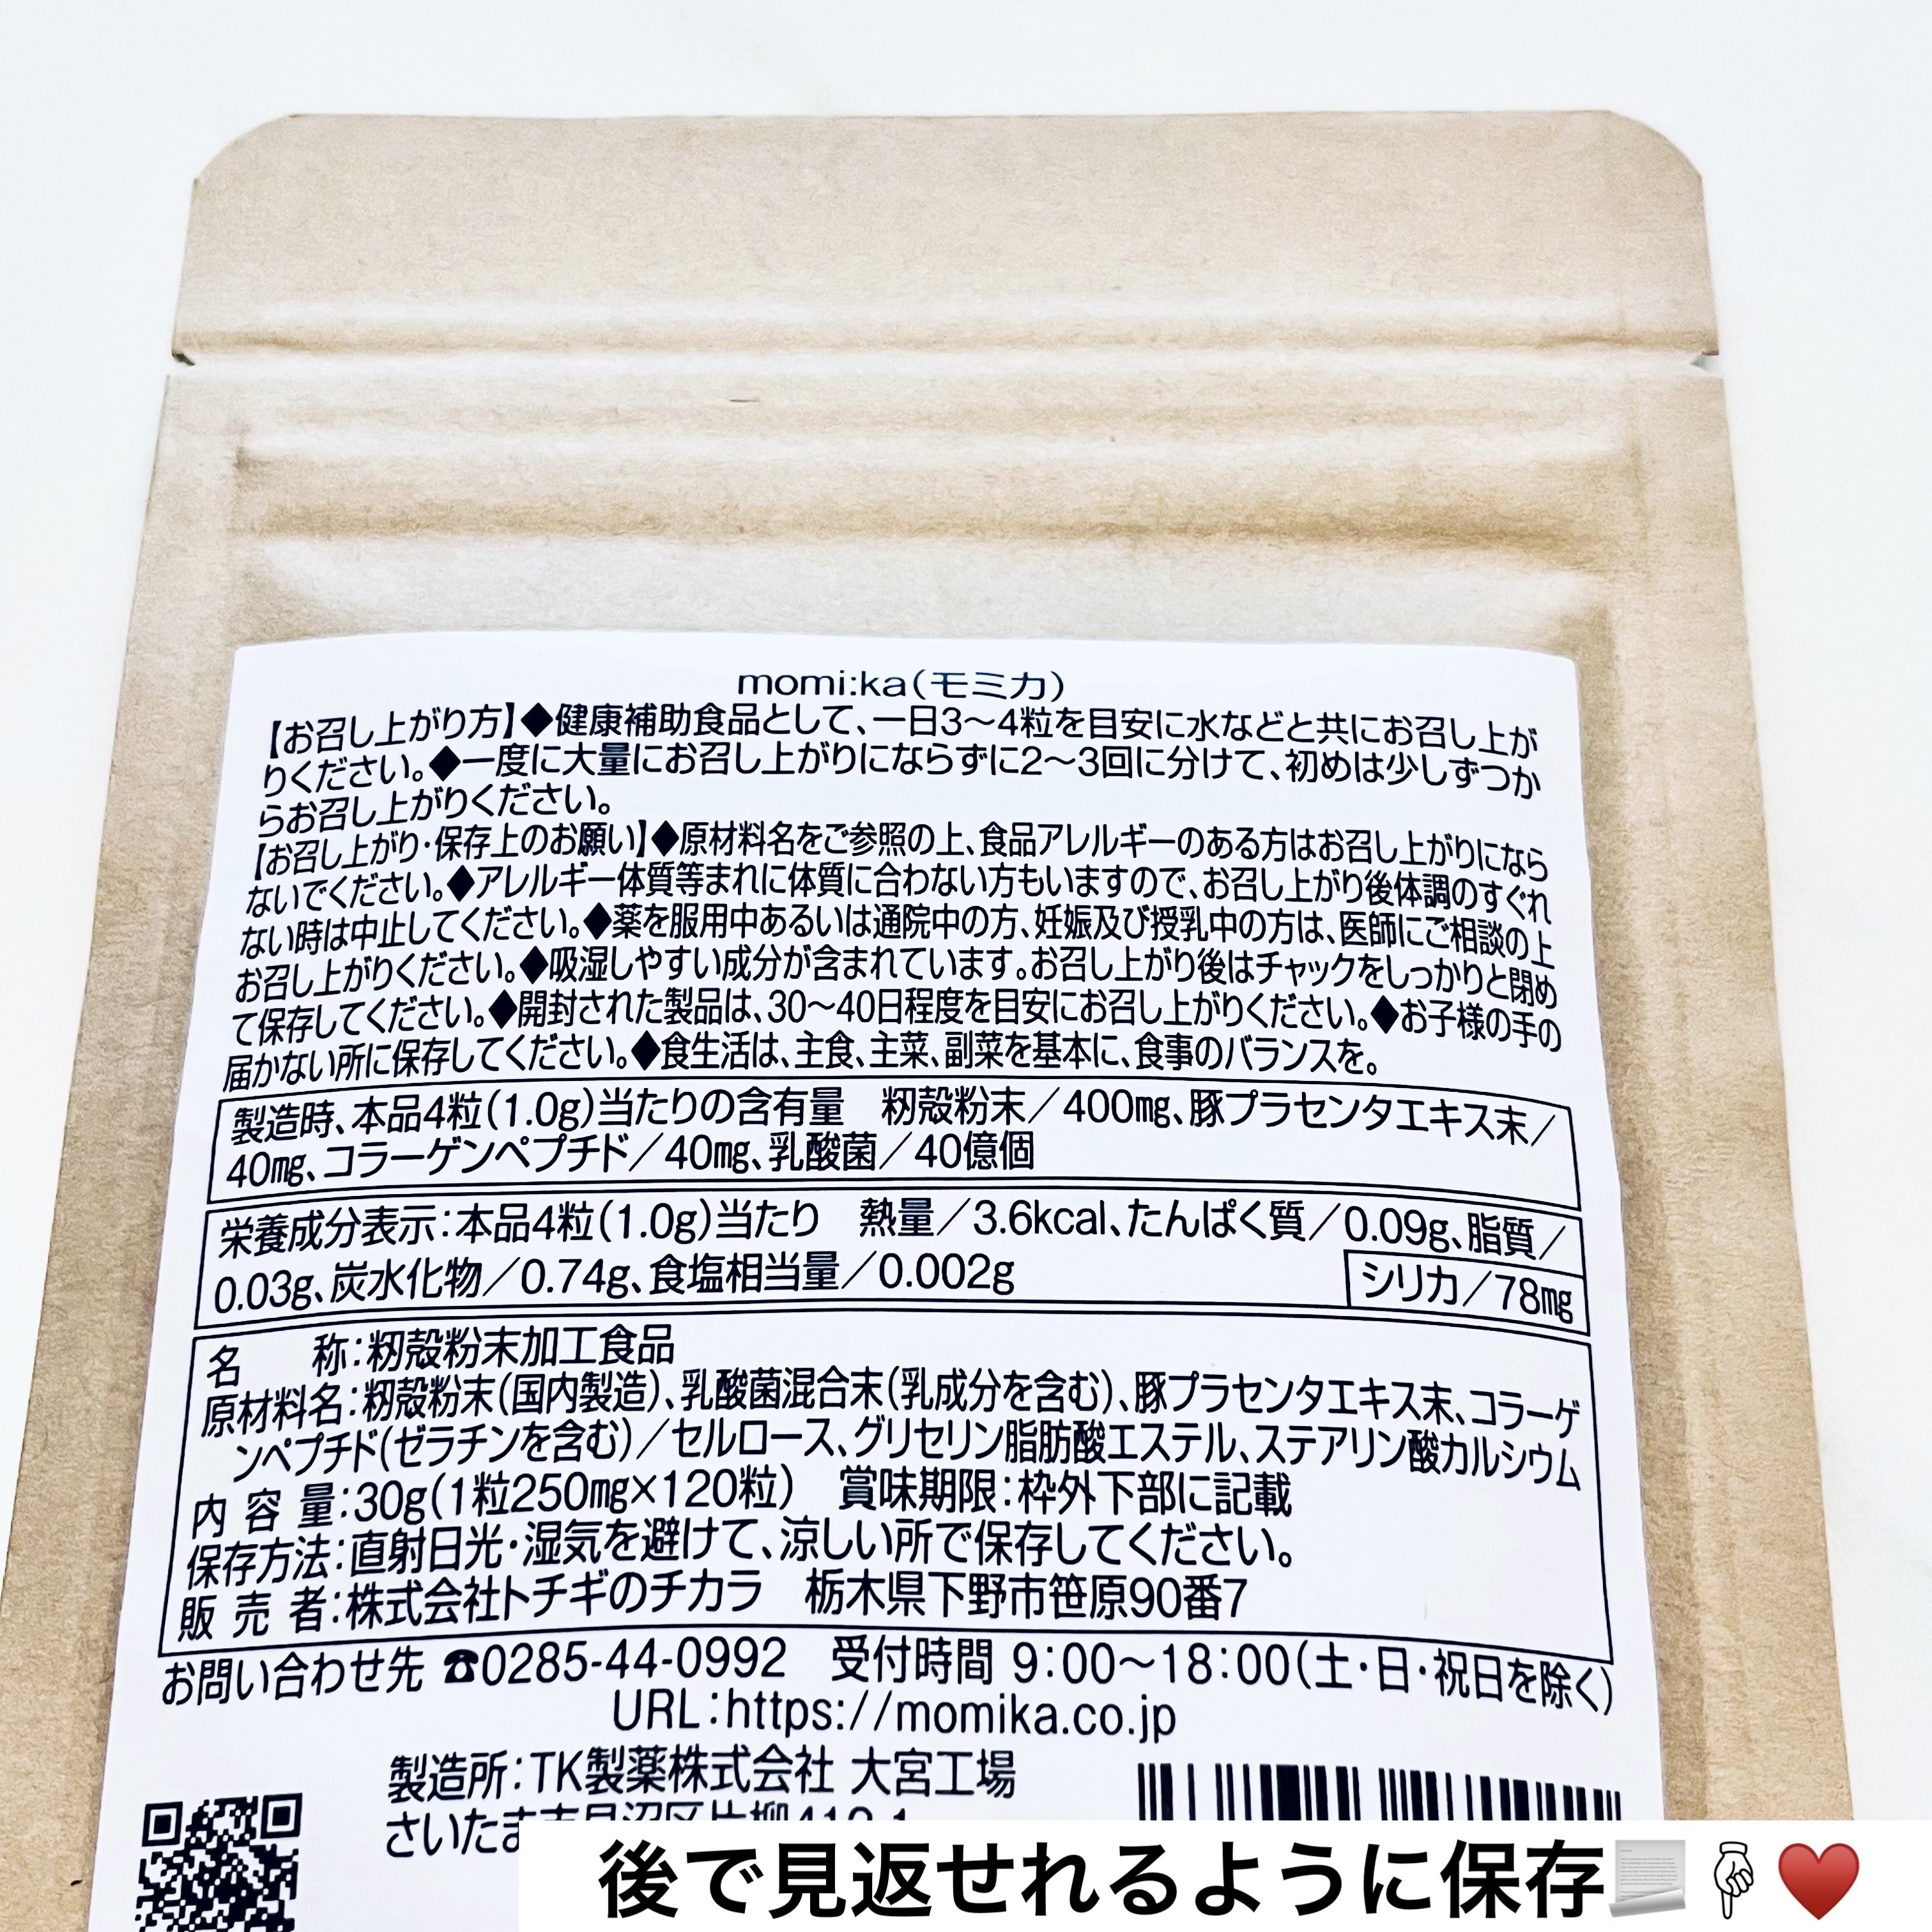 momi:ka(モミカ)
【お召し上がり方】◆健康補助食品として、一日3〜4粒を目安に水などと共にお召し上が
りください。◆一度に大量にお召し上がりにならずに2〜3回に分けて、初めは少しずつか
らお召し上がりください。
【お召し上がり・保存上のお願い】◆原材料名をご参照の上、食品アレルギーのある方はお召し上がりになら
ないでください。◆アレルギー体質等まれに体質に合わない方もいますので、お召し上がり後体調のすぐれ
ない時は中止してください。◆薬を服用中あるいは通院中の方、妊娠及び授乳中の方は、医師にご相談の上
お召し上がりください。◆吸湿しやすい成分が含まれています。お召し上がり後はチャックをしっかりと閉め
て保存してください。◆開封された製品は、30〜40日程度を目安にお召し上がりください。◆お子様の手の
届かない所に保存してください。◆食生活は、主食、主菜、副菜を基本に、食事のバランスを。
製造時、本品4粒(1.0g)当たりの含有量　籾殻粉末／400㎎、豚プラセンタエキス末／
40㎎、コラーゲンペプチド／40㎎、乳酸菌／40億個
栄養成分表示:本品4粒(1.0g)当たり　熱量／3.6kcal、たんぱく質／0.09g、脂質／
0.03g、炭水化物／0.74g、食塩相当量／0.002g
シリカ／78㎎
名　　称:籾殻粉末加工食品
原材料名:籾殻粉末(国内製造)、乳酸菌混合末(乳成分を含む)、豚プラセンタエキス末、コラーゲ
ンペプチド(ゼラチンを含む)／セルロース、グリセリン脂肪酸エステル、ステアリン酸カルシウム
内 容 量:30g(1粒250㎎×120粒)　賞味期限:枠外下部に記載
保存方法:直射日光・湿気を避けて、涼しい所で保存してください。
販 売 者:株式会社トチギのチカラ　栃木県下野市笹原90番7
お問い合わせ先 ☎0285-44-0992　受付時間 9:00〜18:00(土・日・祝日を除く)
URL:https://momika.co.jp
製造所:TK製薬株式会社 大宮工場
さいたま市見沼区片柳
後で見返せれるように保存📃👇♥️